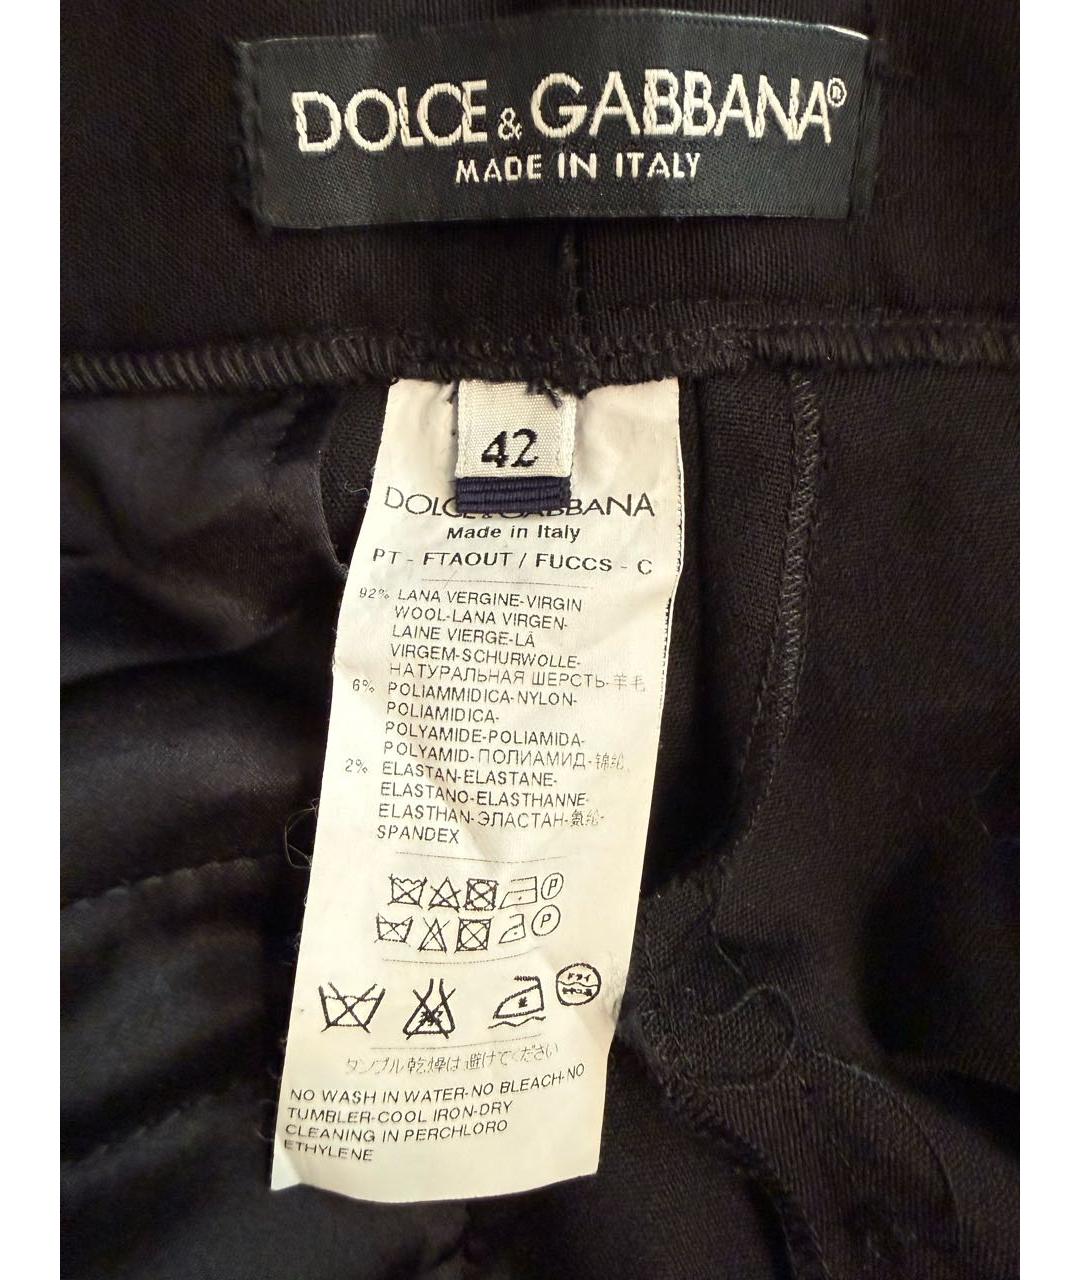 DOLCE & GABBANA®
MADE IN ITALY
42
DOLCE & GABBANA
Made in Italy
PT - FTAOUT / FUCCS - C
92% LANA VERGINE-VIRGIN
WOOL-LANA VIRGEN-
LAINE VIERGE-LÃ
VIRGEM-SCHURWOLLE-
НАТУРАЛЬНАЯ ШЕРСТЬ-羊毛
6% POLIAMMIDICA-NYLON-
POLIAMIDICA-
POLYAMIDE-POLIAMIDA-
POLYAMID-ПОЛИАМИД-锦纶
2% ELASTAN-ELASTANE-
ELASTANO-ELASTHANNE-
ELASTHAN-ЭЛАСТАН-氨纶-
SPANDEX
P
P
ドライ
タンブル乾燥は避けてください
NO WASH IN WATER-NO BLEACH-NO
TUMBLER-COOL IRON-DRY
CLEANING IN PERCHLORO
ETHYLENE